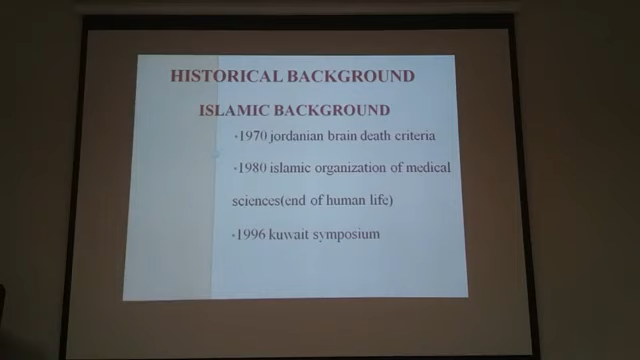 HISTORICAL BACKGROUND
ISLAMIC BACKGROUND
•1970 jordanian brain death criteria
•1980 islamic organization of medical
sciences(end of human life)
•1996 kuwait symposium